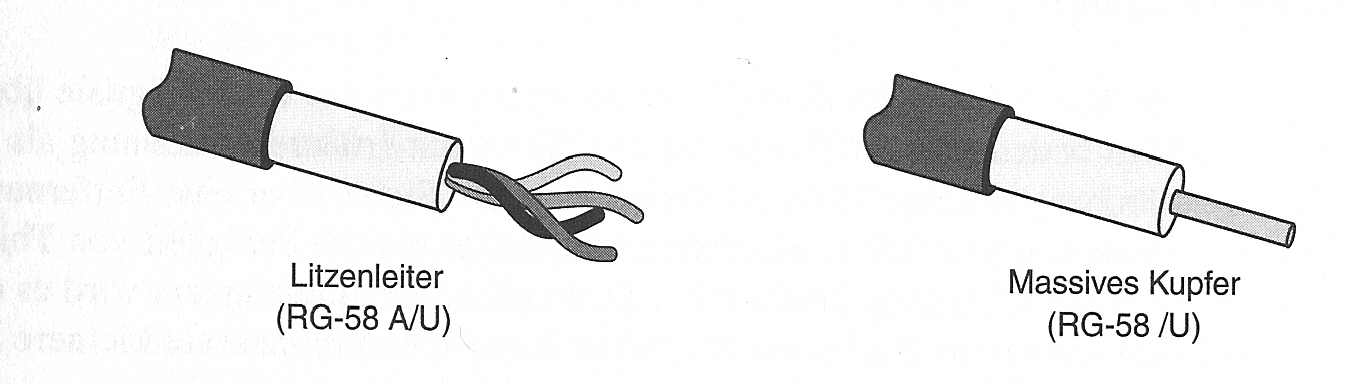 Litzenleiter
(RG-58 A/U)
Massives Kupfer
(RG-58 /U)